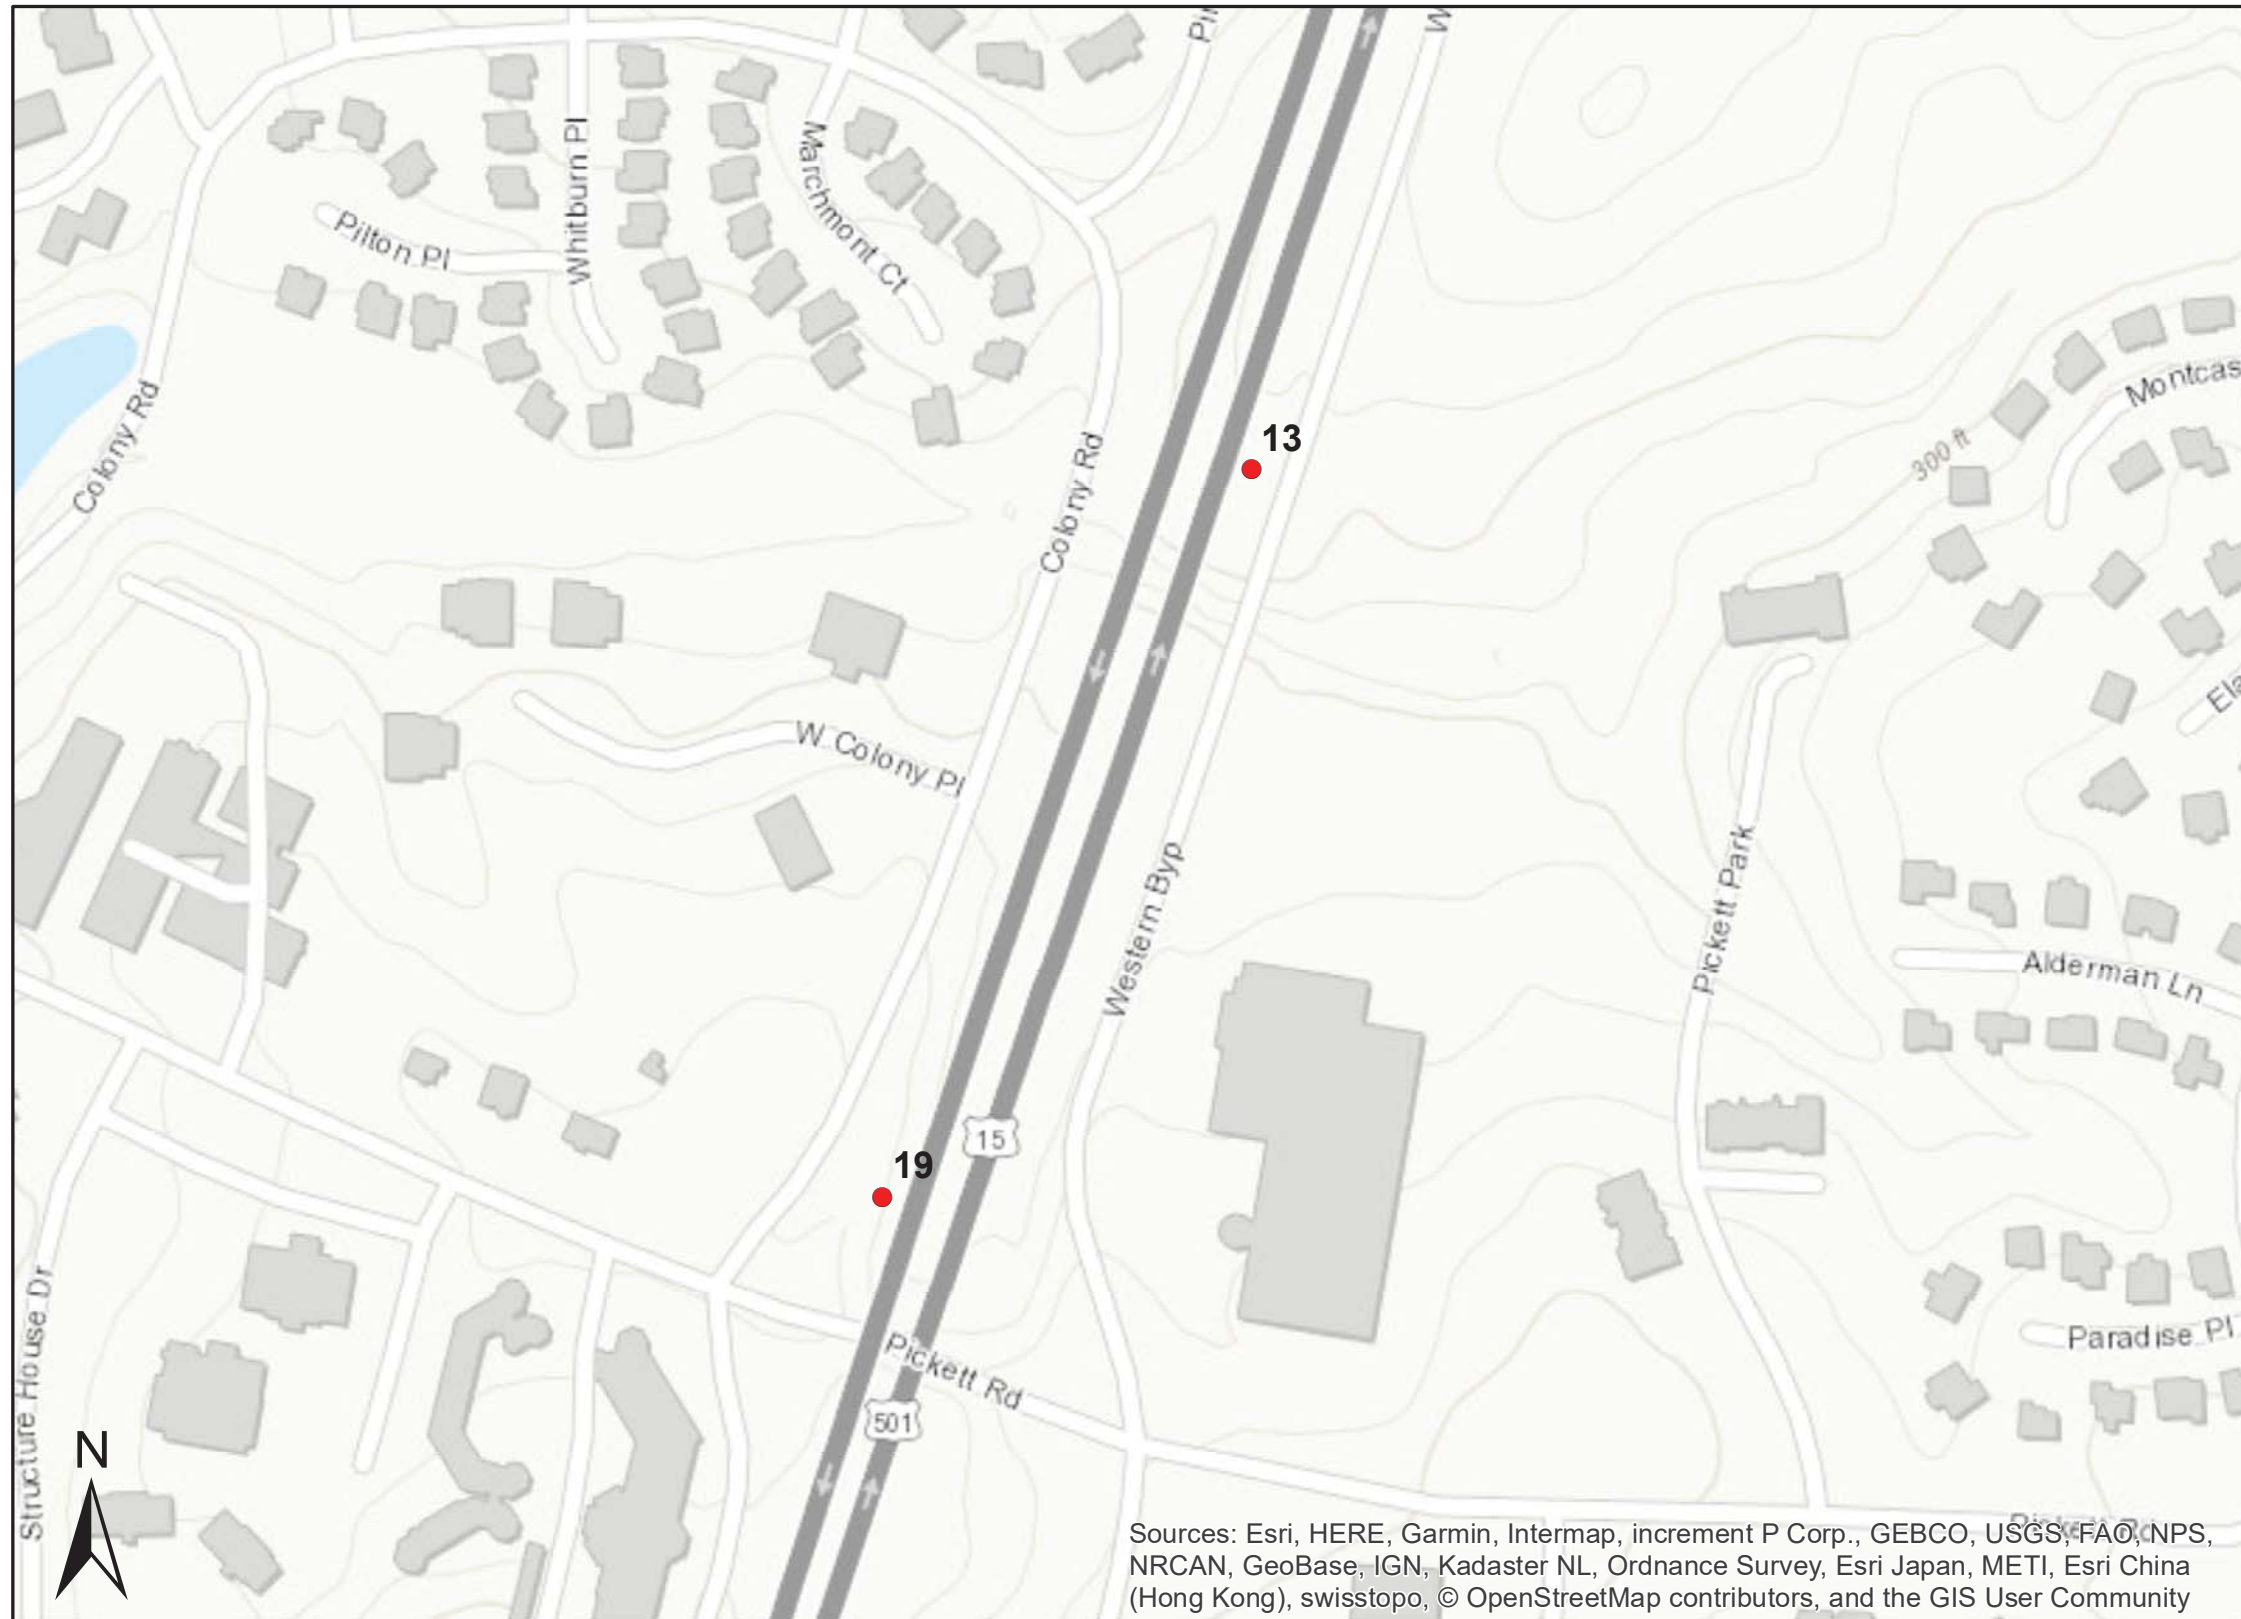 Whitburn Pl
Marchmont Ct
Pilton Pl
Colony Rd
13
Colony Rd
300 ft
W Colony Pl
Western Byp
Pickett Park
Alderman Ln
15
19
Pickett Rd
501
Paradise Pl
Structure House Dr
N
Pickett Rd
Sources: Esri, HERE, Garmin, Intermap, increment P Corp., GEBCO, USGS, FAO, NPS,
NRCAN, GeoBase, IGN, Kadaster NL, Ordnance Survey, Esri Japan, METI, Esri China
(Hong Kong), swisstopo, © OpenStreetMap contributors, and the GIS User Community